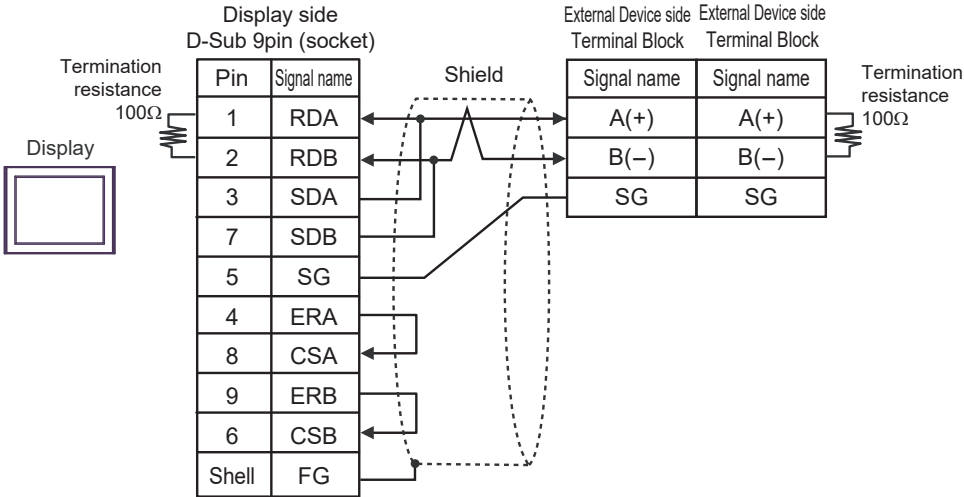 Display side
D-Sub 9pin (socket)
External Device side
Terminal Block
External Device side
Terminal Block
Termination
resistance
100Ω
Display
Pin Signal name
1 RDA
2 RDB
3 SDA
7 SDB
5 SG
4 ERA
8 CSA
9 ERB
6 CSB
Shell FG
Shield
Signal name Signal name
A(+) A(+)
B(–) B(–)
SG SG
Termination
resistance
100Ω